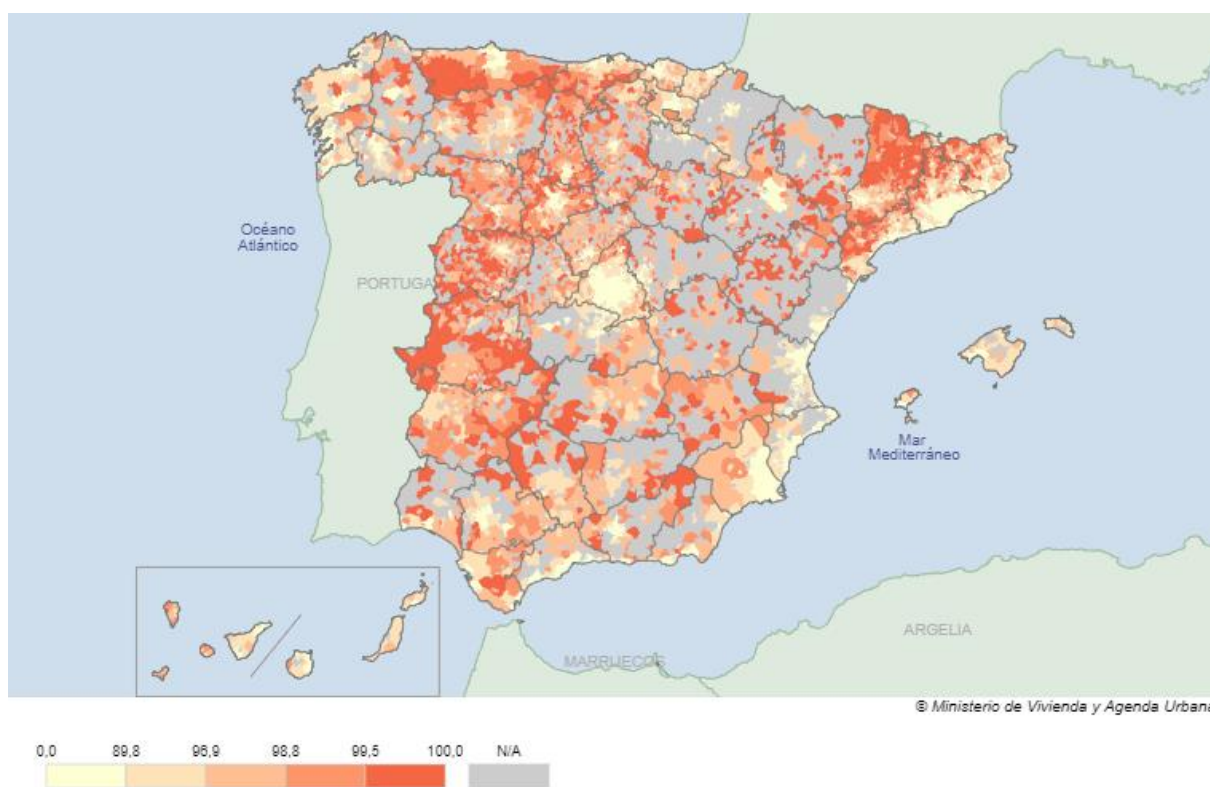 Océano
Atlántico
PORTUGA
Mar
Mediterráneo
ARGELIA
MARRUECOS
© Ministerio de Vivienda y Agenda Urbana
0,0 89,8 96,9 98,8 99,5 100,0 N/A